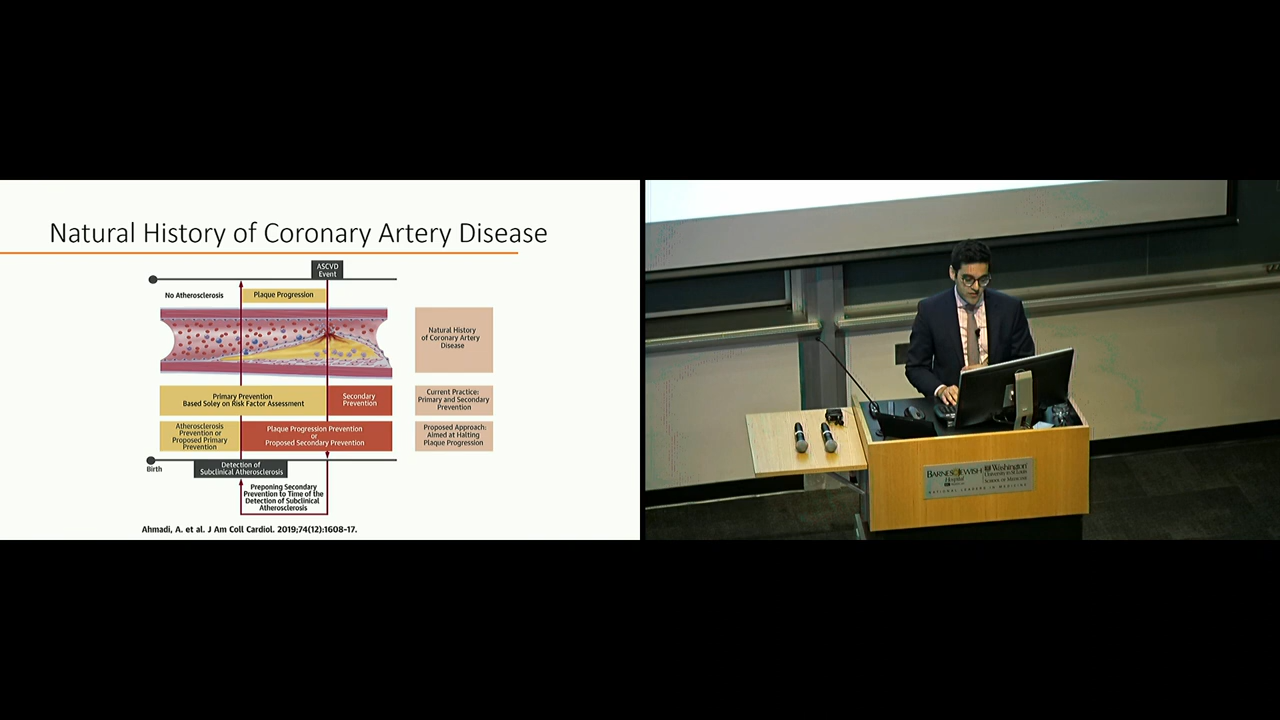 Natural History of Coronary Artery Disease
ASCVD
Event
No Atherosclerosis
Plaque Progression
Natural History
of Coronary Artery
Disease
Primary Prevention
Based Soley on Risk Factor Assessment
Secondary
Prevention
Current Practice:
Primary and Secondary
Prevention
Atherosclerosis
Prevention or
Proposed Primary
Prevention
Plaque Progression Prevention
or
Proposed Secondary Prevention
Proposed Approach:
Aimed at Halting
Plaque Progression
Birth
Detection of
Subclinical Atherosclerosis
Preponing Secondary
Prevention to Time of the
Detection of Subclinical
Atherosclerosis
Ahmadi, A. et al. J Am Coll Cardiol. 2019;74(12):1608-17.
BARNES JEWISH
Hospital
Washington
University in St. Louis
School of Medicine
NATIONAL LEADERS IN MEDICINE